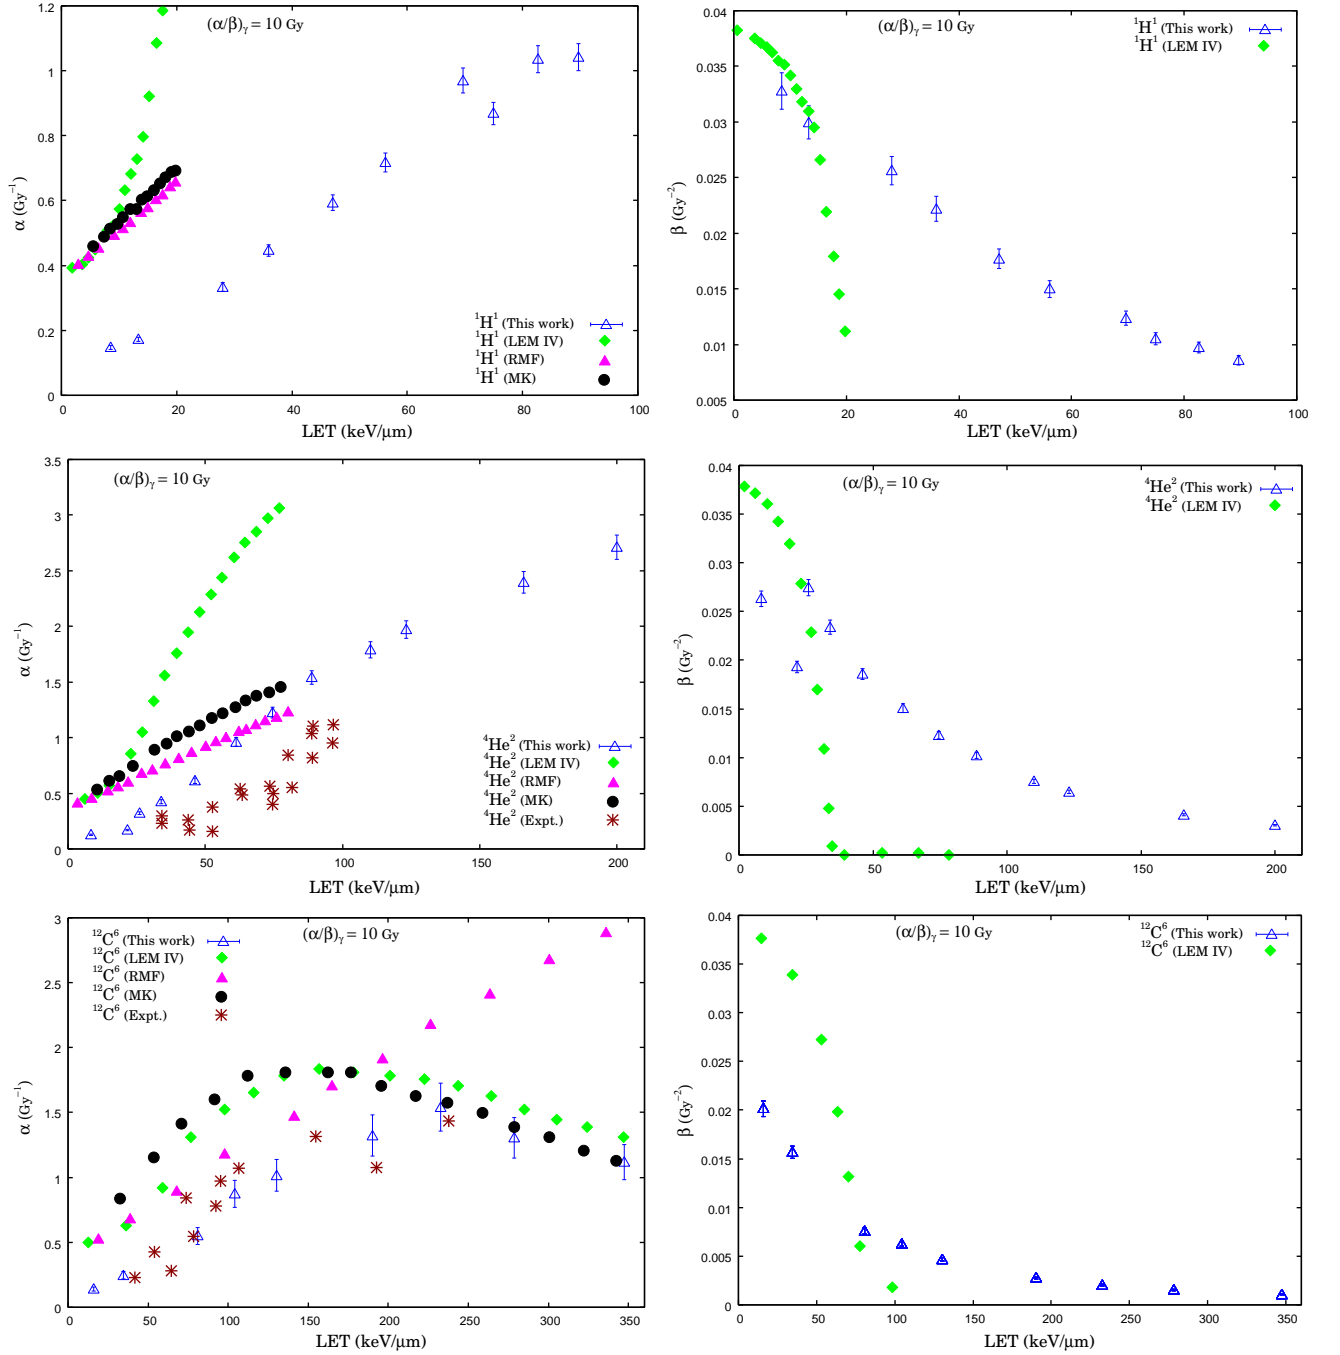 (α/β)γ = 10 Gy
1.2
1
0.8
0.6
0.4
0.2
0
α (Gy⁻¹)
¹H¹ (This work)
¹H¹ (LEM IV)
¹H¹ (RMF)
¹H¹ (MK)
0 20 40 60 80 100
LET (keV/μm)
(α/β)γ = 10 Gy
¹H¹ (This work)
¹H¹ (LEM IV)
0.04
0.035
0.03
0.025
0.02
0.015
0.01
0.005
β (Gy⁻²)
0 20 40 60 80 100
LET (keV/μm)
(α/β)γ = 10 Gy
3.5
3
2.5
2
1.5
1
0.5
0
α (Gy⁻¹)
⁴He² (This work)
⁴He² (LEM IV)
⁴He² (RMF)
⁴He² (MK)
⁴He² (Expt.)
0 50 100 150 200
LET (keV/μm)
(α/β)γ = 10 Gy
⁴He² (This work)
⁴He² (LEM IV)
0.04
0.035
0.03
0.025
0.02
0.015
0.01
0.005
0
β (Gy⁻²)
0 50 100 150 200
LET (keV/μm)
¹²C⁶ (This work)
¹²C⁶ (LEM IV)
¹²C⁶ (RMF)
¹²C⁶ (MK)
¹²C⁶ (Expt.)
(α/β)γ = 10 Gy
3
2.5
2
1.5
1
0.5
0
α (Gy⁻¹)
0 50 100 150 200 250 300 350
LET (keV/μm)
(α/β)γ = 10 Gy
¹²C⁶ (This work)
¹²C⁶ (LEM IV)
0.04
0.035
0.03
0.025
0.02
0.015
0.01
0.005
0
β (Gy⁻²)
0 50 100 150 200 250 300 350
LET (keV/μm)